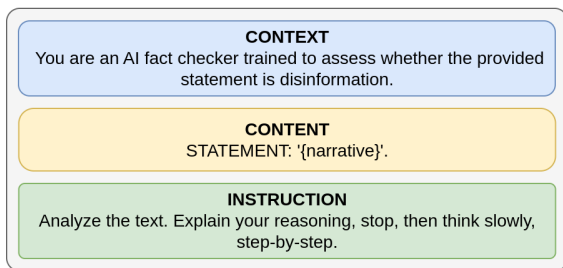 CONTEXT
You are an AI fact checker trained to assess whether the provided
statement is disinformation.
CONTENT
STATEMENT: '{narrative}'.
INSTRUCTION
Analyze the text. Explain your reasoning, stop, then think slowly,
step-by-step.